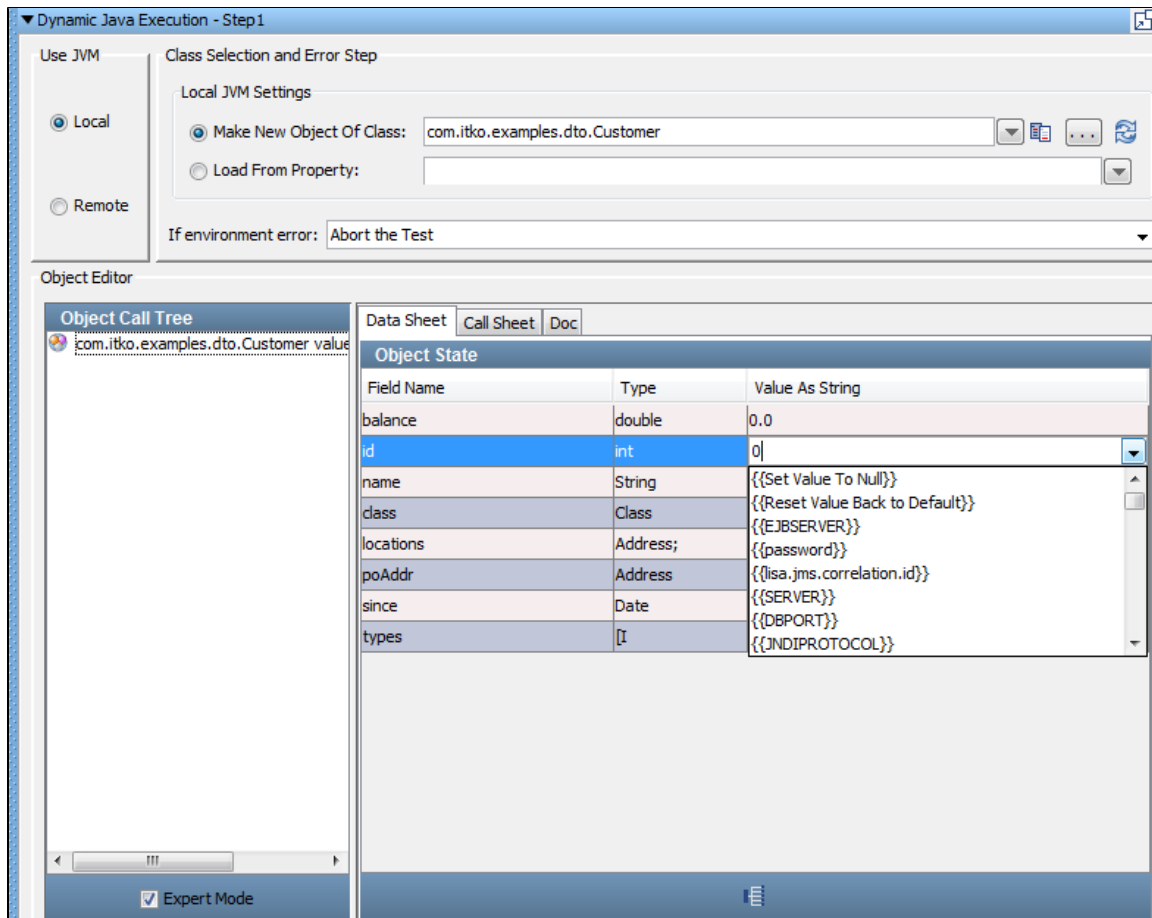 Dynamic Java Execution - Step1
Use JVM
Class Selection and Error Step
Local JVM Settings
Local
Make New Object Of Class: com.itko.examples.dto.Customer ...
Load From Property:
Remote
If environment error: Abort the Test
Object Editor
Object Call Tree
com.itko.examples.dto.Customer value
Data Sheet Call Sheet Doc
Object State
Field Name Type Value As String
balance double 0.0
id int 0
name String
class Class
locations Address;
poAddr Address
since Date
types [I
{{Set Value To Null}}
{{Reset Value Back to Default}}
{{EJBSERVER}}
{{password}}
{{lisa.jms.correlation.id}}
{{SERVER}}
{{DBPORT}}
{{JNDIPROTOCOL}}
Expert Mode